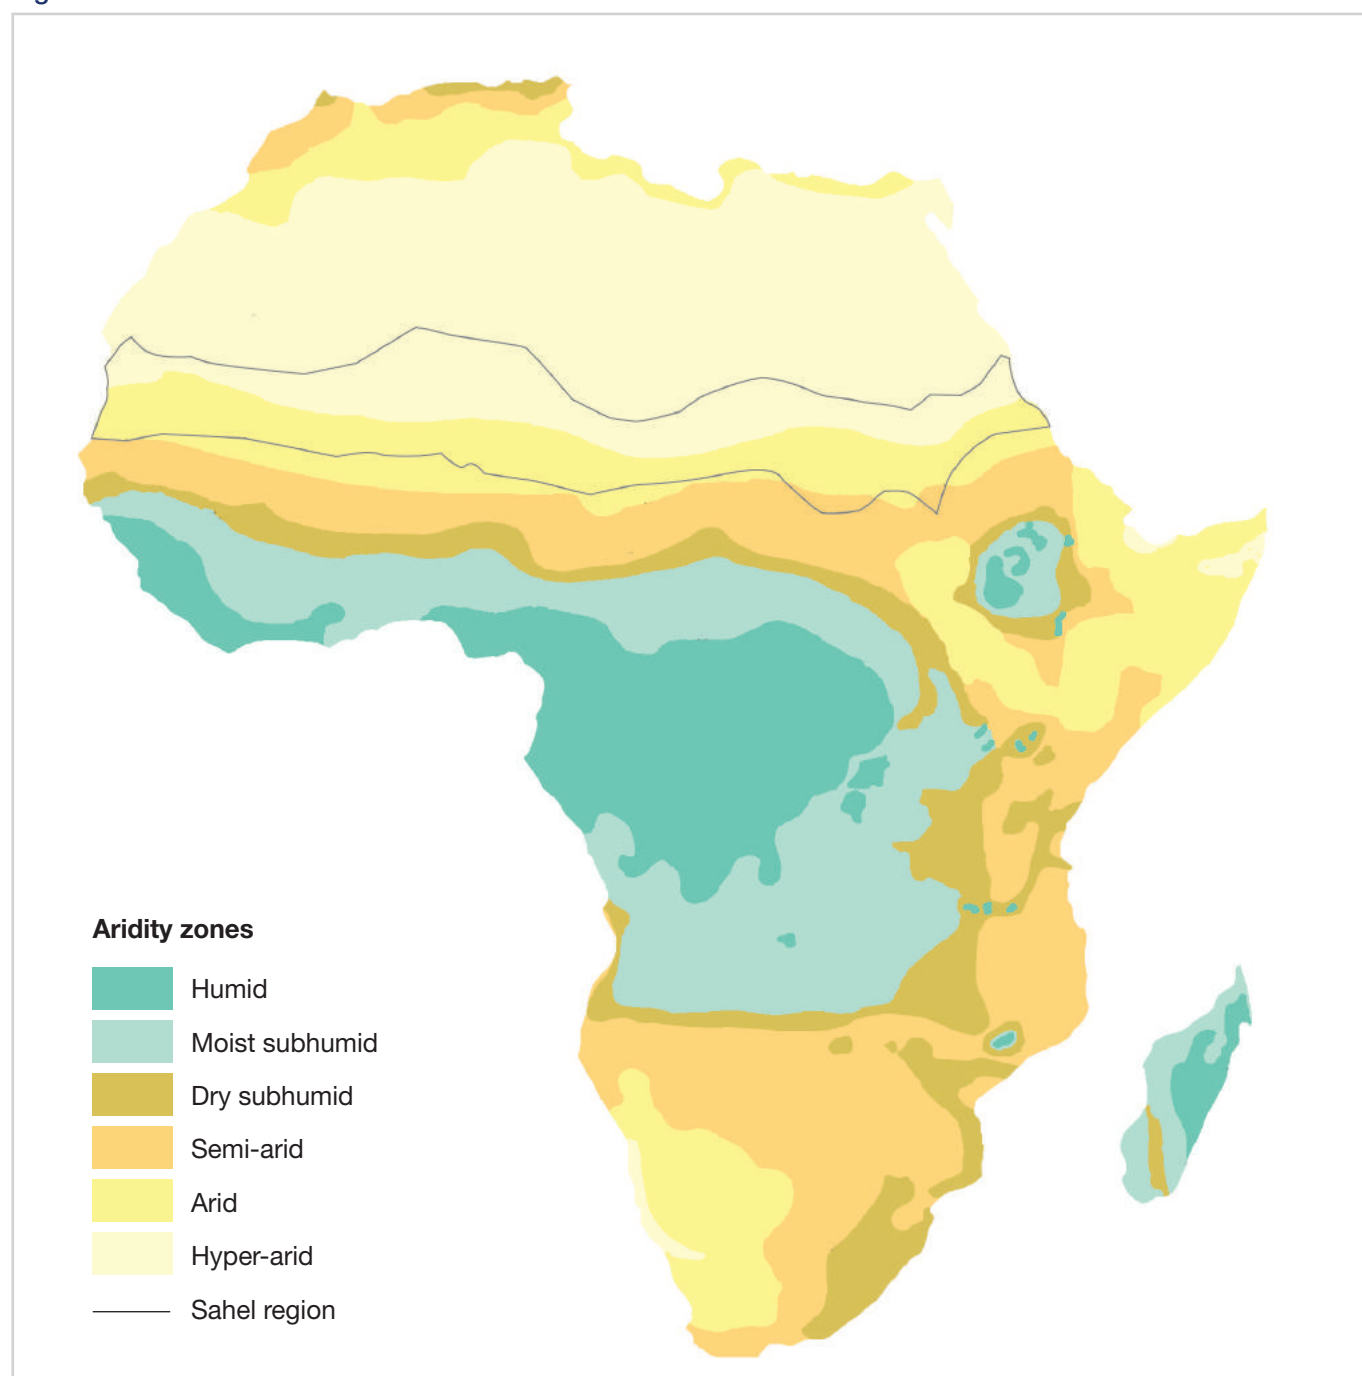 Aridity zones
Humid
Moist subhumid
Dry subhumid
Semi-arid
Arid
Hyper-arid
Sahel region